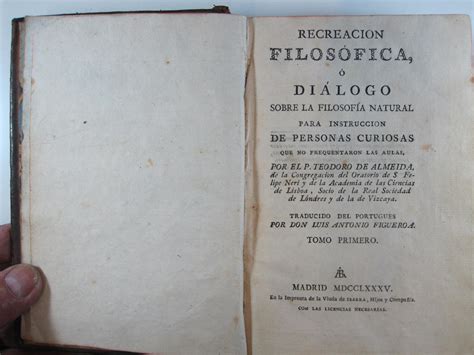 RECREACION
FILOSÓFICA,
Ó
DIÁLOGO
SOBRE LA FILOSOFÍA NATURAL
PARA INSTRUCCION
DE PERSONAS CURIOSAS
QUE NO FREQUENTARON LAS AULAS,
POR EL P. TEODORO DE ALMEIDA,
de la Congregacion del Oratorio de S. Fe-
lipe Neri y de la Academia de las Ciencias
de Lisboa, Socio de la Real Sociedad
de Lóndres y de la de Vizcaya.
TRADUCIDO DEL PORTUGUES
POR DON LUIS ANTONIO FIGUEROA.
TOMO PRIMERO.
MADRID MDCCLXXXV.
En la Imprenta de la Viuda de IBARRA, Hijos y Compañía.
CON LAS LICENCIAS NECESARIAS.